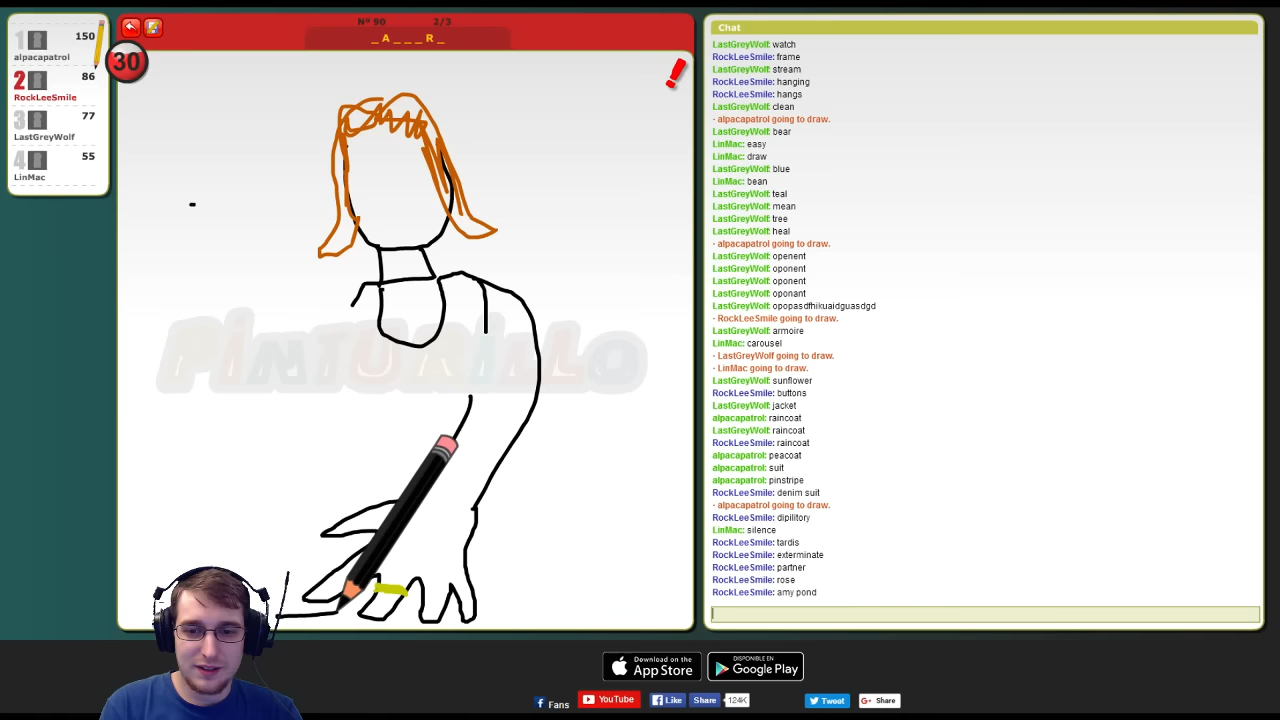 Nº 90 2/3
_ A _ _ _ R _
30
1 150
alpacapatrol
2 86
RockLeeSmile
3 77
LastGreyWolf
4 55
LinMac
PINTURILLO
Chat
LastGreyWolf: watch
RockLeeSmile: frame
LastGreyWolf: stream
RockLeeSmile: hanging
RockLeeSmile: hangs
LastGreyWolf: clean
- alpacapatrol going to draw.
LastGreyWolf: bear
LinMac: easy
LinMac: draw
LastGreyWolf: blue
LinMac: bean
LastGreyWolf: teal
LastGreyWolf: mean
LastGreyWolf: tree
LastGreyWolf: heal
- alpacapatrol going to draw.
LastGreyWolf: openent
LastGreyWolf: oponent
LastGreyWolf: oponent
LastGreyWolf: oponant
LastGreyWolf: opopasdfhikuaidguasdgd
- RockLeeSmile going to draw.
LastGreyWolf: armoire
LinMac: carousel
- LastGreyWolf going to draw.
- LinMac going to draw.
LastGreyWolf: sunflower
RockLeeSmile: buttons
LastGreyWolf: jacket
alpacapatrol: raincoat
LastGreyWolf: raincoat
RockLeeSmile: raincoat
alpacapatrol: peacoat
alpacapatrol: suit
alpacapatrol: pinstripe
RockLeeSmile: denim suit
- alpacapatrol going to draw.
RockLeeSmile: dipilitory
LinMac: silence
RockLeeSmile: tardis
RockLeeSmile: exterminate
RockLeeSmile: partner
RockLeeSmile: rose
RockLeeSmile: amy pond
Download on the App Store
DISPONIBLE EN Google Play
Fans YouTube Like Share 124K Tweet Share